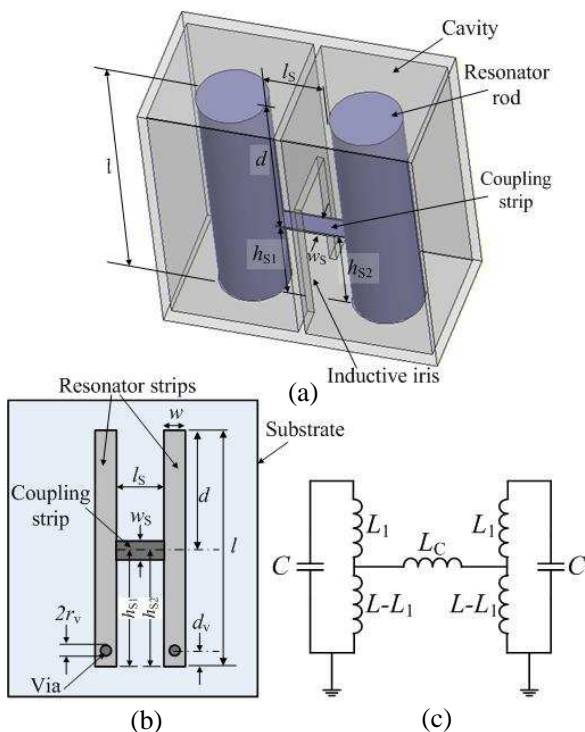 Cavity
Resonator
rod
l_S
l
d
Coupling
strip
h_S1
w_S
h_S2
Inductive iris
(a)
Resonator strips
w
Substrate
l_S
d
Coupling
strip
w_S
l
h_S1
h_S2
2r_v
d_v
Via
(b)
L_1
L_1
L_C
C
C
L-L_1
L-L_1
(c)